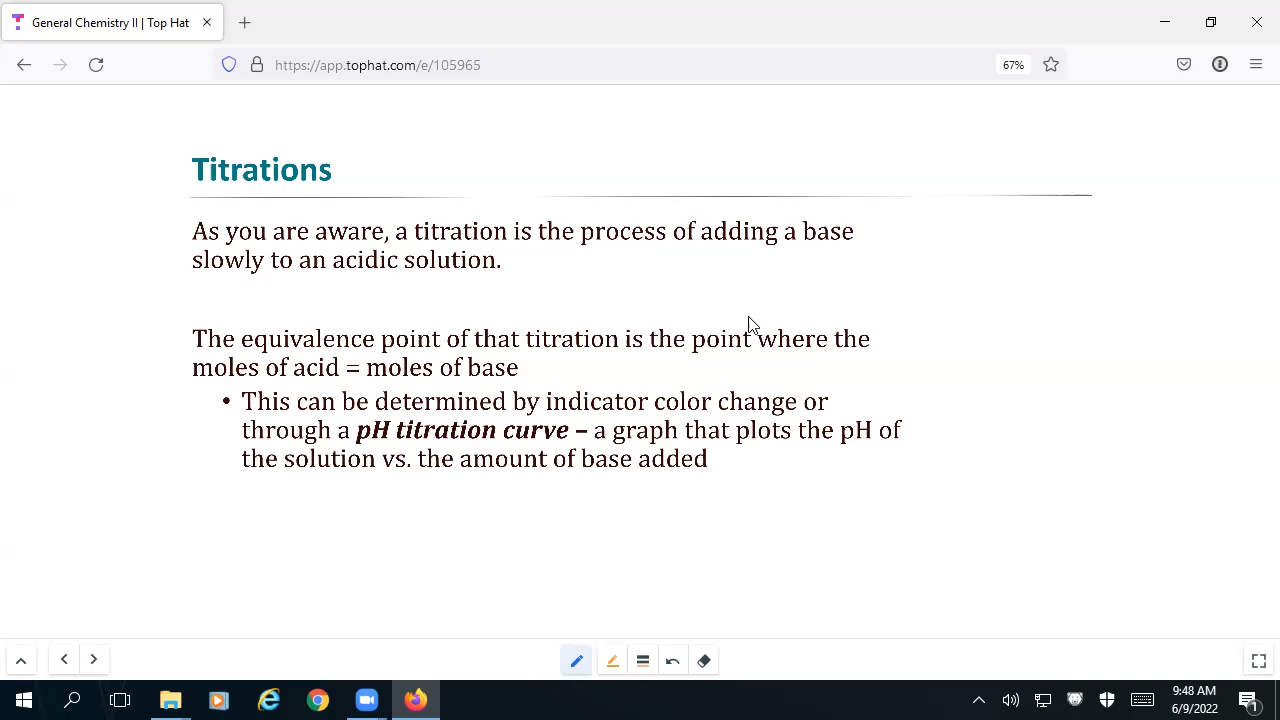 General Chemistry II | Top Hat
https://app.tophat.com/e/105965
67%
Titrations
As you are aware, a titration is the process of adding a base
slowly to an acidic solution.
The equivalence point of that titration is the point where the
moles of acid = moles of base
• This can be determined by indicator color change or
through a pH titration curve – a graph that plots the pH of
the solution vs. the amount of base added
9:48 AM
6/9/2022
1